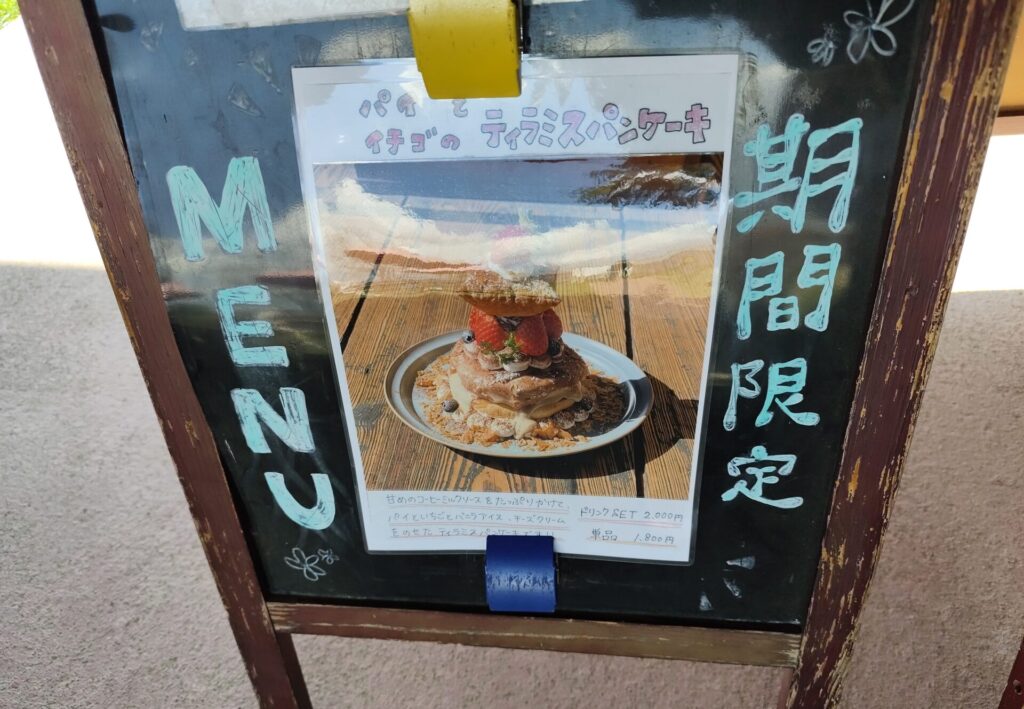 MENU
パイと
イチゴの ティラミスパンケーキ
期間限定
甘めのコーヒーミルクソースをたっぷりかけて、
パイといちごとバニラアイス、チーズクリーム
をのせた ティラミスパンケーキです!!
ドリンクSET 2,000円
単品 1,800円